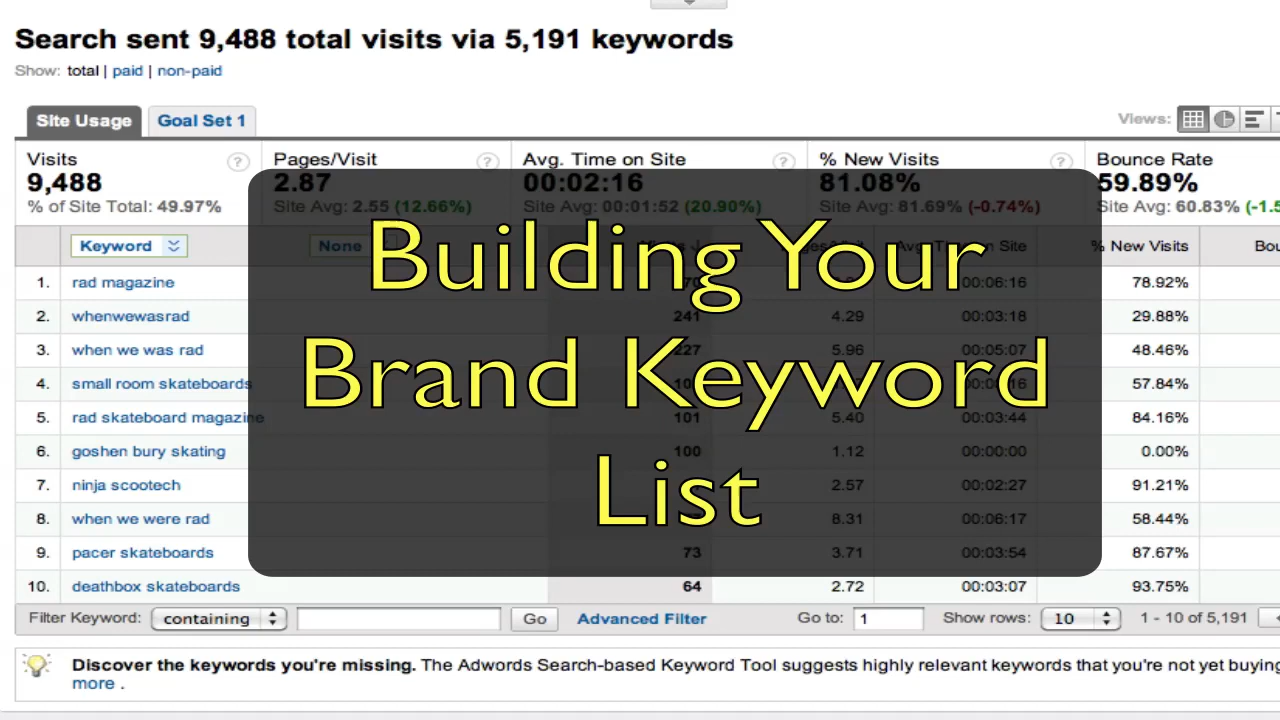 Search sent 9,488 total visits via 5,191 keywords
Show: total | paid | non-paid
Site Usage Goal Set 1 Views:
Visits Pages/Visit Avg. Time on Site % New Visits Bounce Rate
9,488 2.87 00:02:16 81.08% 59.89%
% of Site Total: 49.97% Site Avg: 2.55 (12.66%) Site Avg: 00:01:52 (20.90%) Site Avg: 81.69% (-0.74%) Site Avg: 60.83%
Keyword None % New Visits
Building Your
Brand Keyword
List
1. rad magazine 78.92%
2. whenwewasrad 241 4.29 00:03:18 29.88%
3. when we was rad 5.96 00:05:07 48.46%
4. small room skateboards 57.84%
5. rad skateboard magazine 101 5.40 00:03:44 84.16%
6. goshen bury skating 100 1.12 00:00:00 0.00%
7. ninja scootech 2.57 00:02:27 91.21%
8. when we were rad 8.31 00:06:17 58.44%
9. pacer skateboards 73 3.71 00:03:54 87.67%
10. deathbox skateboards 64 2.72 00:03:07 93.75%
Filter Keyword: containing Go Advanced Filter Go to: 1 Show rows: 10 1 - 10 of 5,191
Discover the keywords you're missing. The Adwords Search-based Keyword Tool suggests highly relevant keywords that you're not yet buying
more .